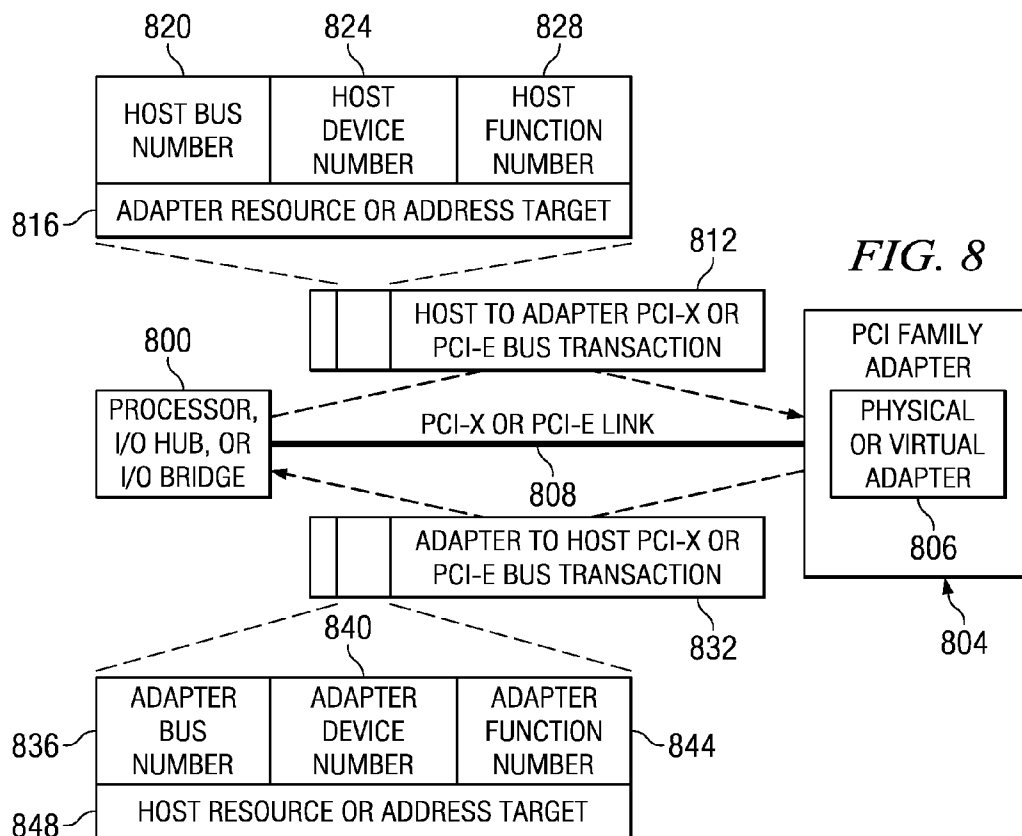 820
824
828
HOST BUS
NUMBER
HOST
DEVICE
NUMBER
HOST
FUNCTION
NUMBER
816
ADAPTER RESOURCE OR ADDRESS TARGET
812
FIG. 8
HOST TO ADAPTER PCI-X OR
PCI-E BUS TRANSACTION
800
PROCESSOR,
I/O HUB, OR
I/O BRIDGE
PCI-X OR PCI-E LINK
808
PCI FAMILY
ADAPTER
PHYSICAL
OR VIRTUAL
ADAPTER
806
804
ADAPTER TO HOST PCI-X OR
PCI-E BUS TRANSACTION
832
840
836
ADAPTER
BUS
NUMBER
ADAPTER
DEVICE
NUMBER
ADAPTER
FUNCTION
NUMBER
844
848
HOST RESOURCE OR ADDRESS TARGET